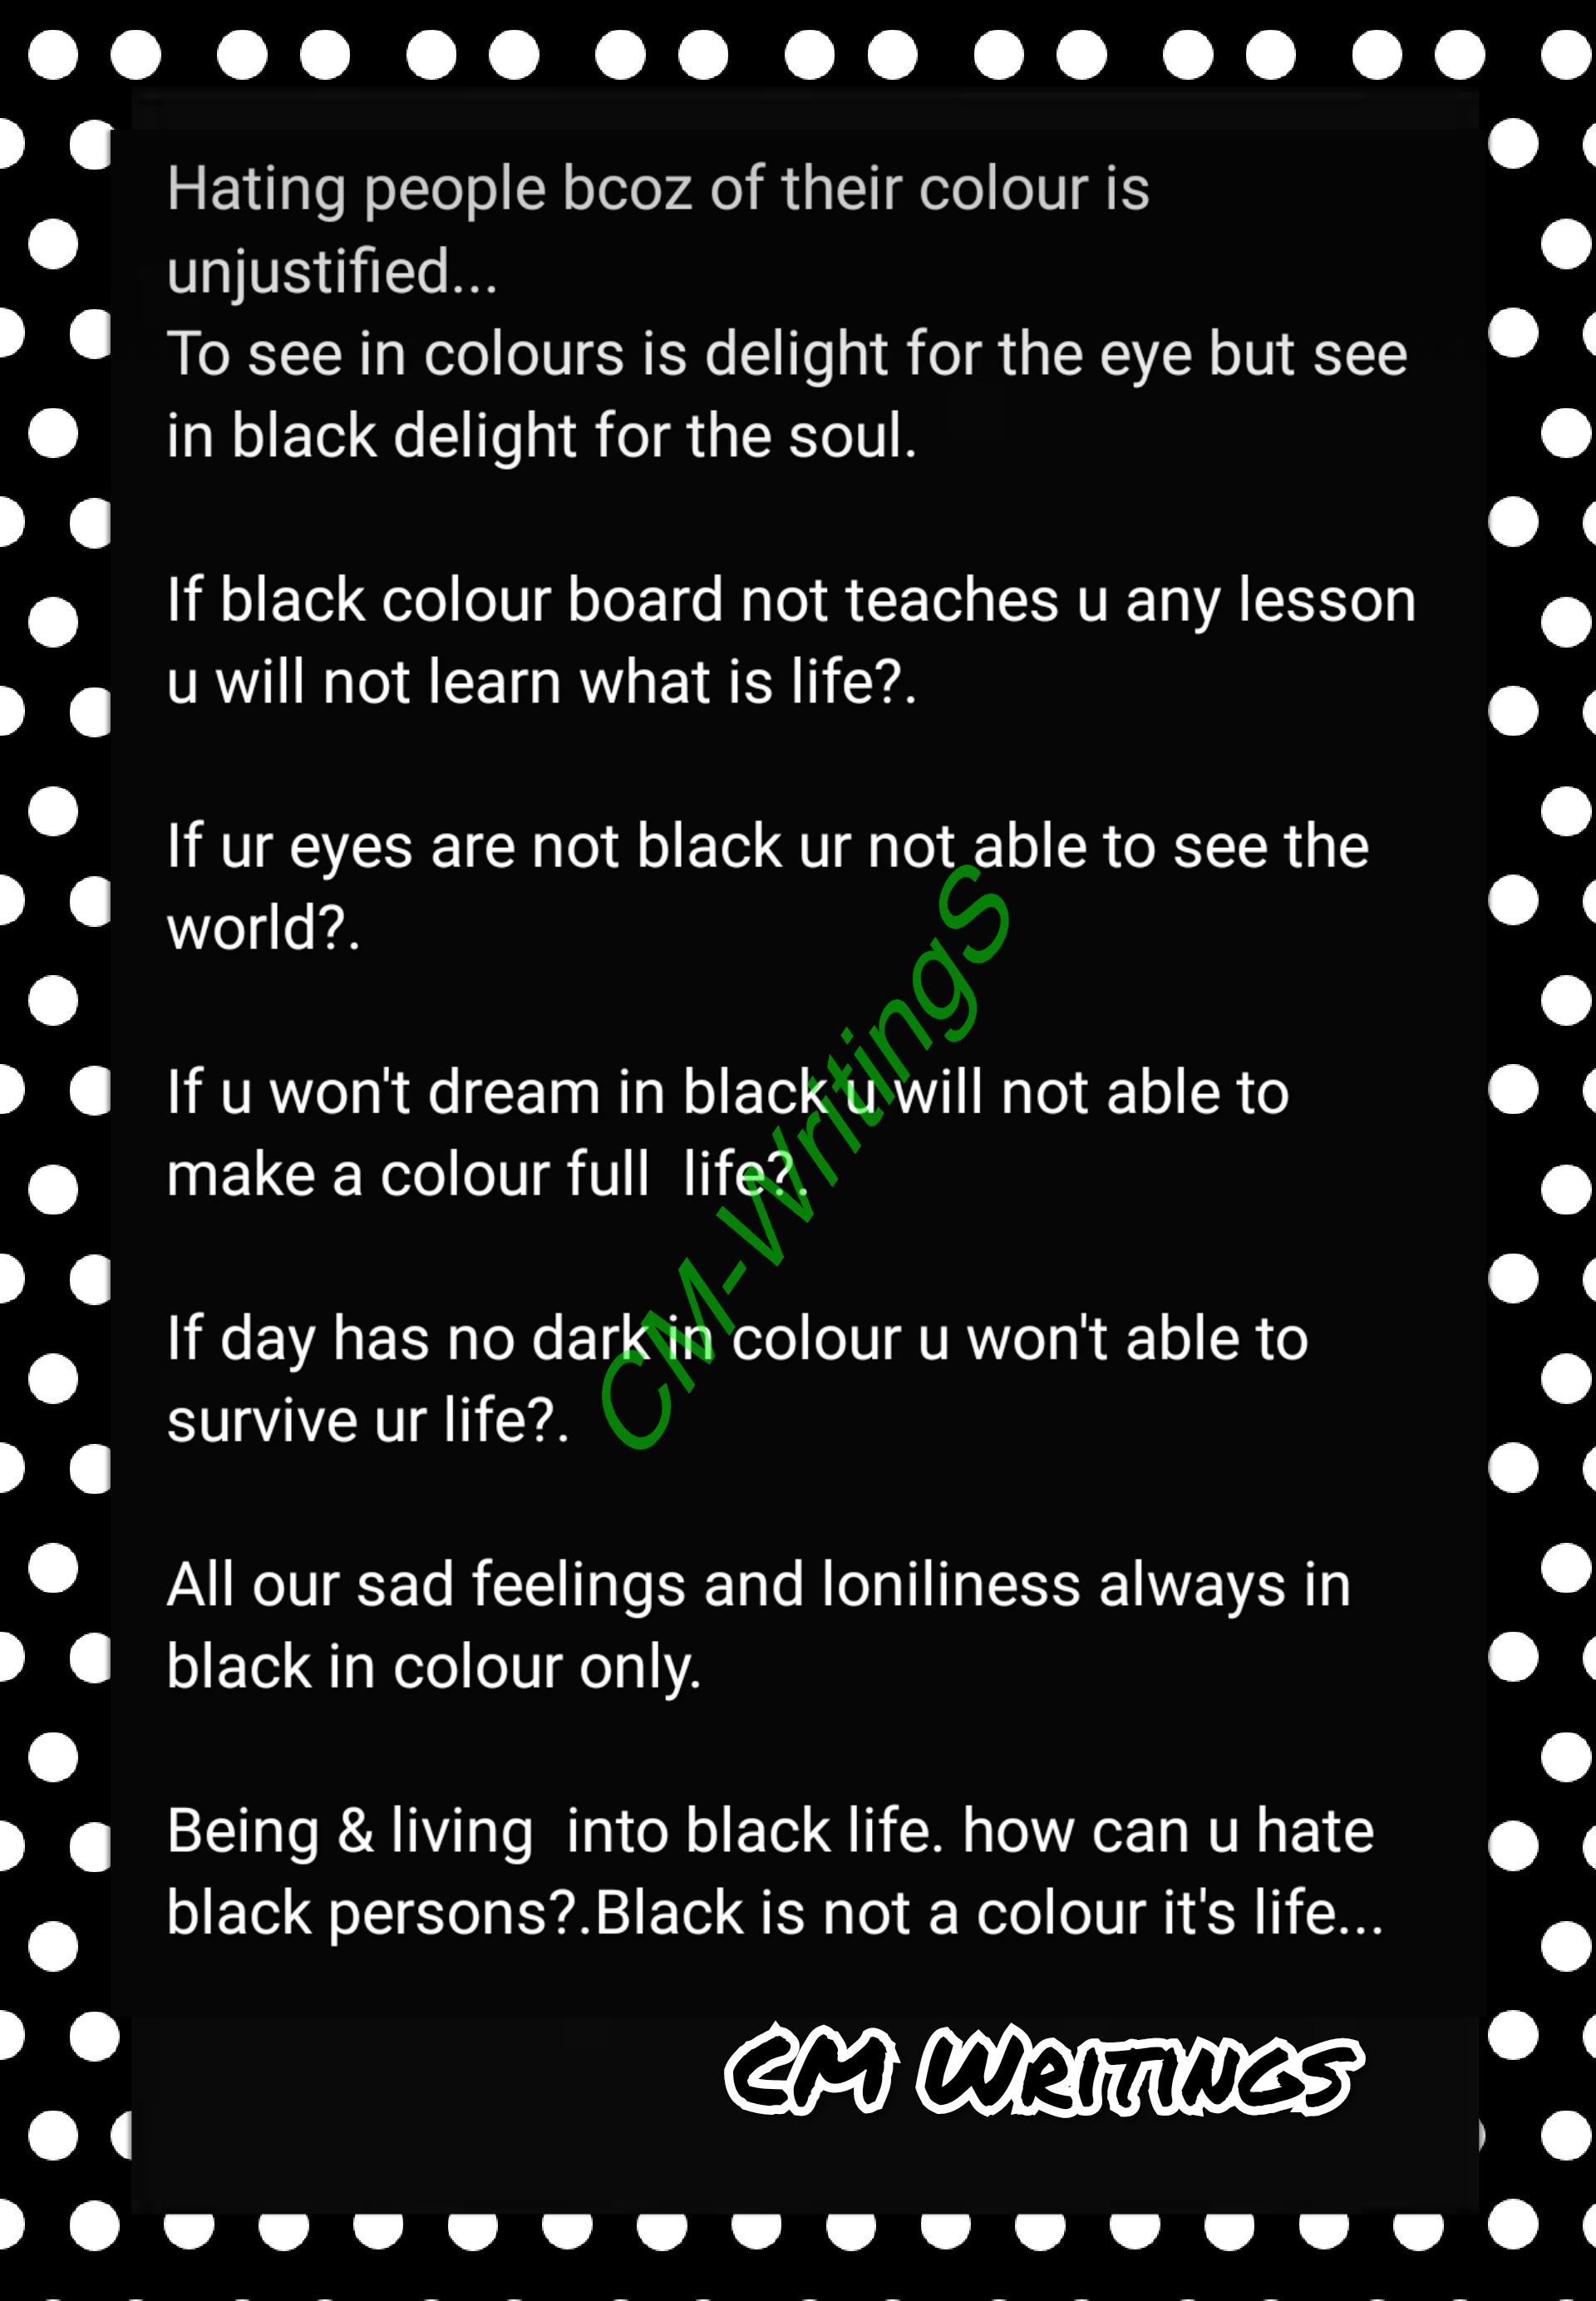 Hating people bcoz of their colour is
unjustified...
To see in colours is delight for the eye but see
in black delight for the soul.
If black colour board not teaches u any lesson
u will not learn what is life?.
If ur eyes are not black ur not able to see the
world?.
If u won't dream in black u will not able to
make a colour full  life?.
If day has no dark in colour u won't able to
survive ur life?.
All our sad feelings and loniliness always in
black in colour only.
Being & living  into black life. how can u hate
black persons?.Black is not a colour it's life...
CM-WritingS
CM WRITINGS